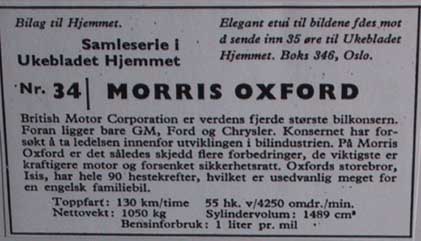 Bilag til Hjemmet.
Samleserie i
Ukebladet Hjemmet
Elegant etui til bildene fåes mot
å sende inn 35 øre til Ukebladet
Hjemmet. Boks 346, Oslo.
Nr. 34 | MORRIS OXFORD
British Motor Corporation er verdens fjerde største bilkonsern.
Foran ligger bare GM, Ford og Chrysler. Konsernet har for-
søkt å ta ledelsen innenfor utviklingen i bilindustrien. På Morris
Oxford er det således skjedd flere forbedringer, de viktigste er
kraftigere motor og forsenket sikkerhetsratt. Oxfords storebror,
Isis, har hele 90 hestekrefter, hvilket er usedvanlig meget for
en engelsk familiebil.
Toppfart: 130 km/time 55 hk. v/4250 omdr./min.
Nettovekt: 1050 kg Sylindervolum: 1489 cm³
Bensinforbruk: 1 liter pr. mil